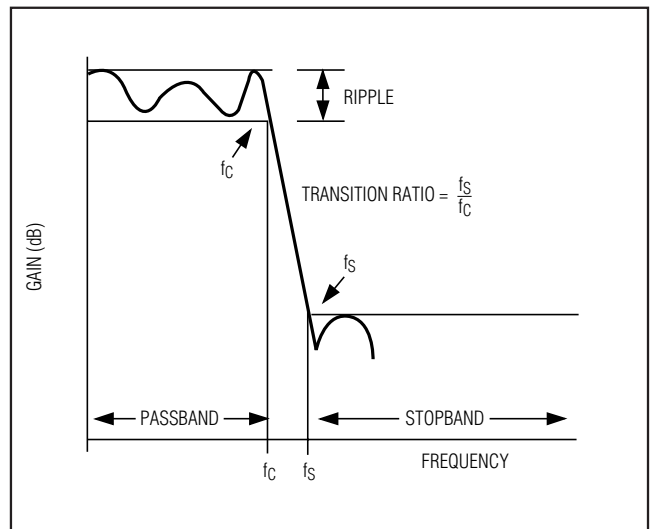 RIPPLE
fC
TRANSITION RATIO = fS
fC
fS
GAIN (dB)
PASSBAND
STOPBAND
fC
fS
FREQUENCY